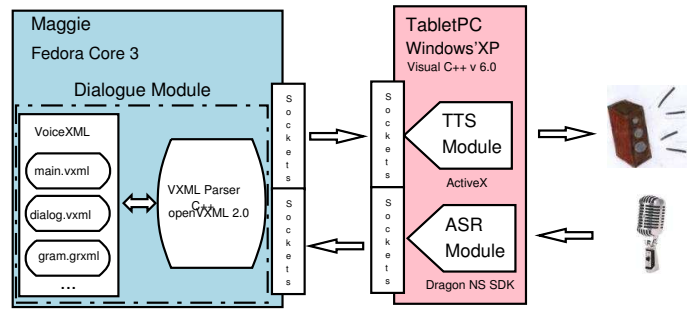 Maggie
Fedora Core 3
Dialogue Module
VoiceXML
main.vxml
dialog.vxml
gram.grxml
...
VXML Parser
C++
openVXML 2.0
Sockets
Sockets
TabletPC
Windows'XP
Visual C++ v 6.0
Sockets
Sockets
TTS
Module
ActiveX
ASR
Module
Dragon NS SDK